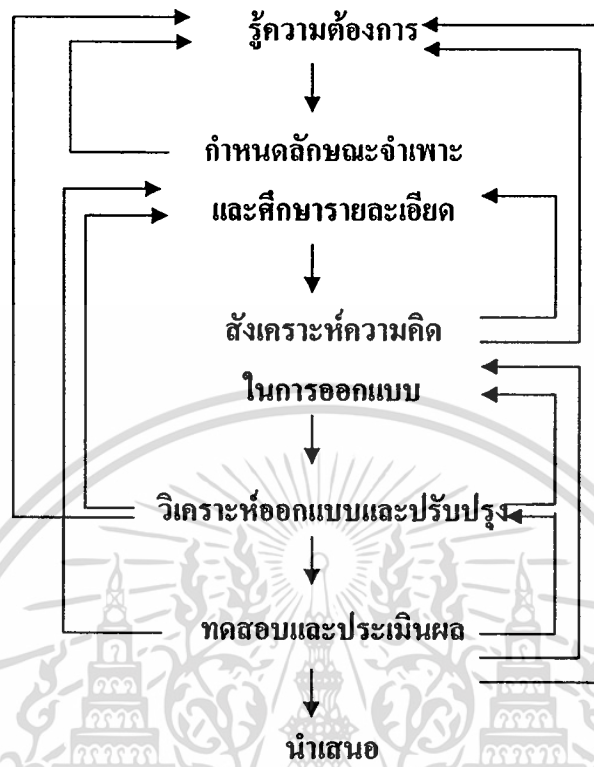 รู้ความต้องการ
กำหนดลักษณะจำเพาะ
และศึกษารายละเอียด
สังเคราะห์ความคิด
ในการออกแบบ
วิเคราะห์ออกแบบและปรับปรุง
ทดสอบและประเมินผล
นำเสนอ